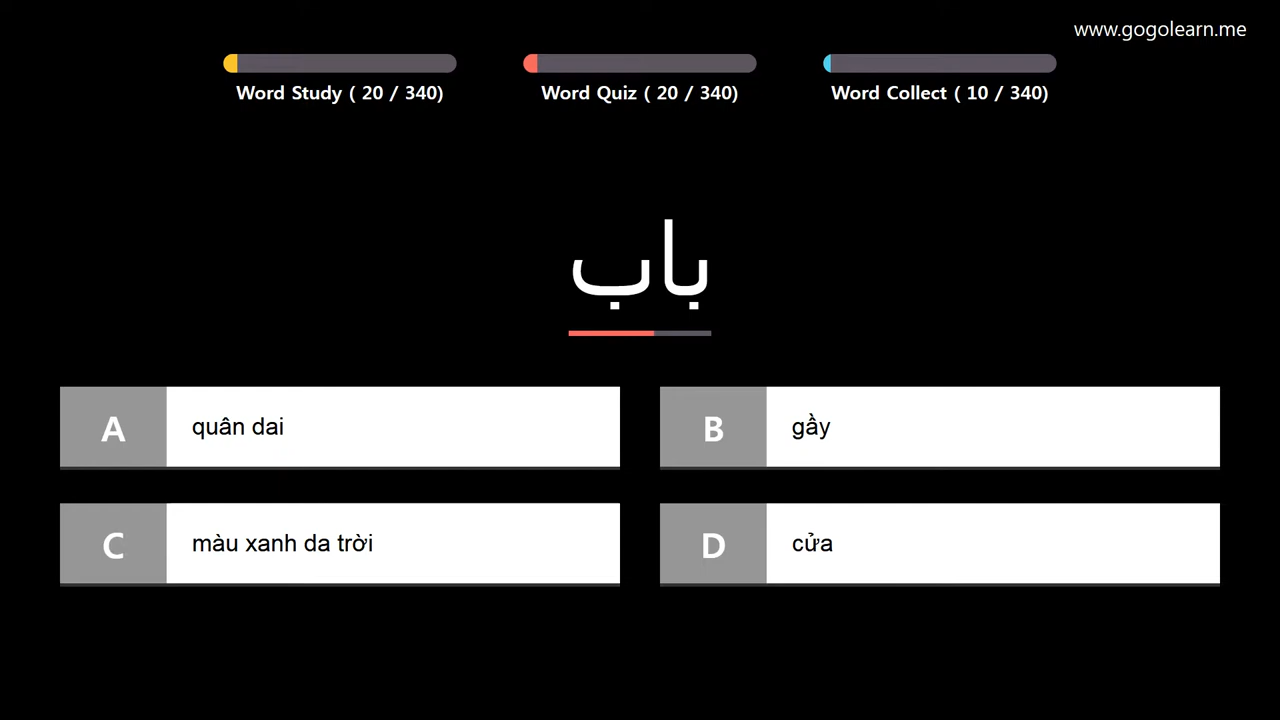 www.gogolearn.me
Word Study ( 20 / 340)
Word Quiz ( 20 / 340)
Word Collect ( 10 / 340)
باب
A quân dai
B gầy
C màu xanh da trời
D cửa